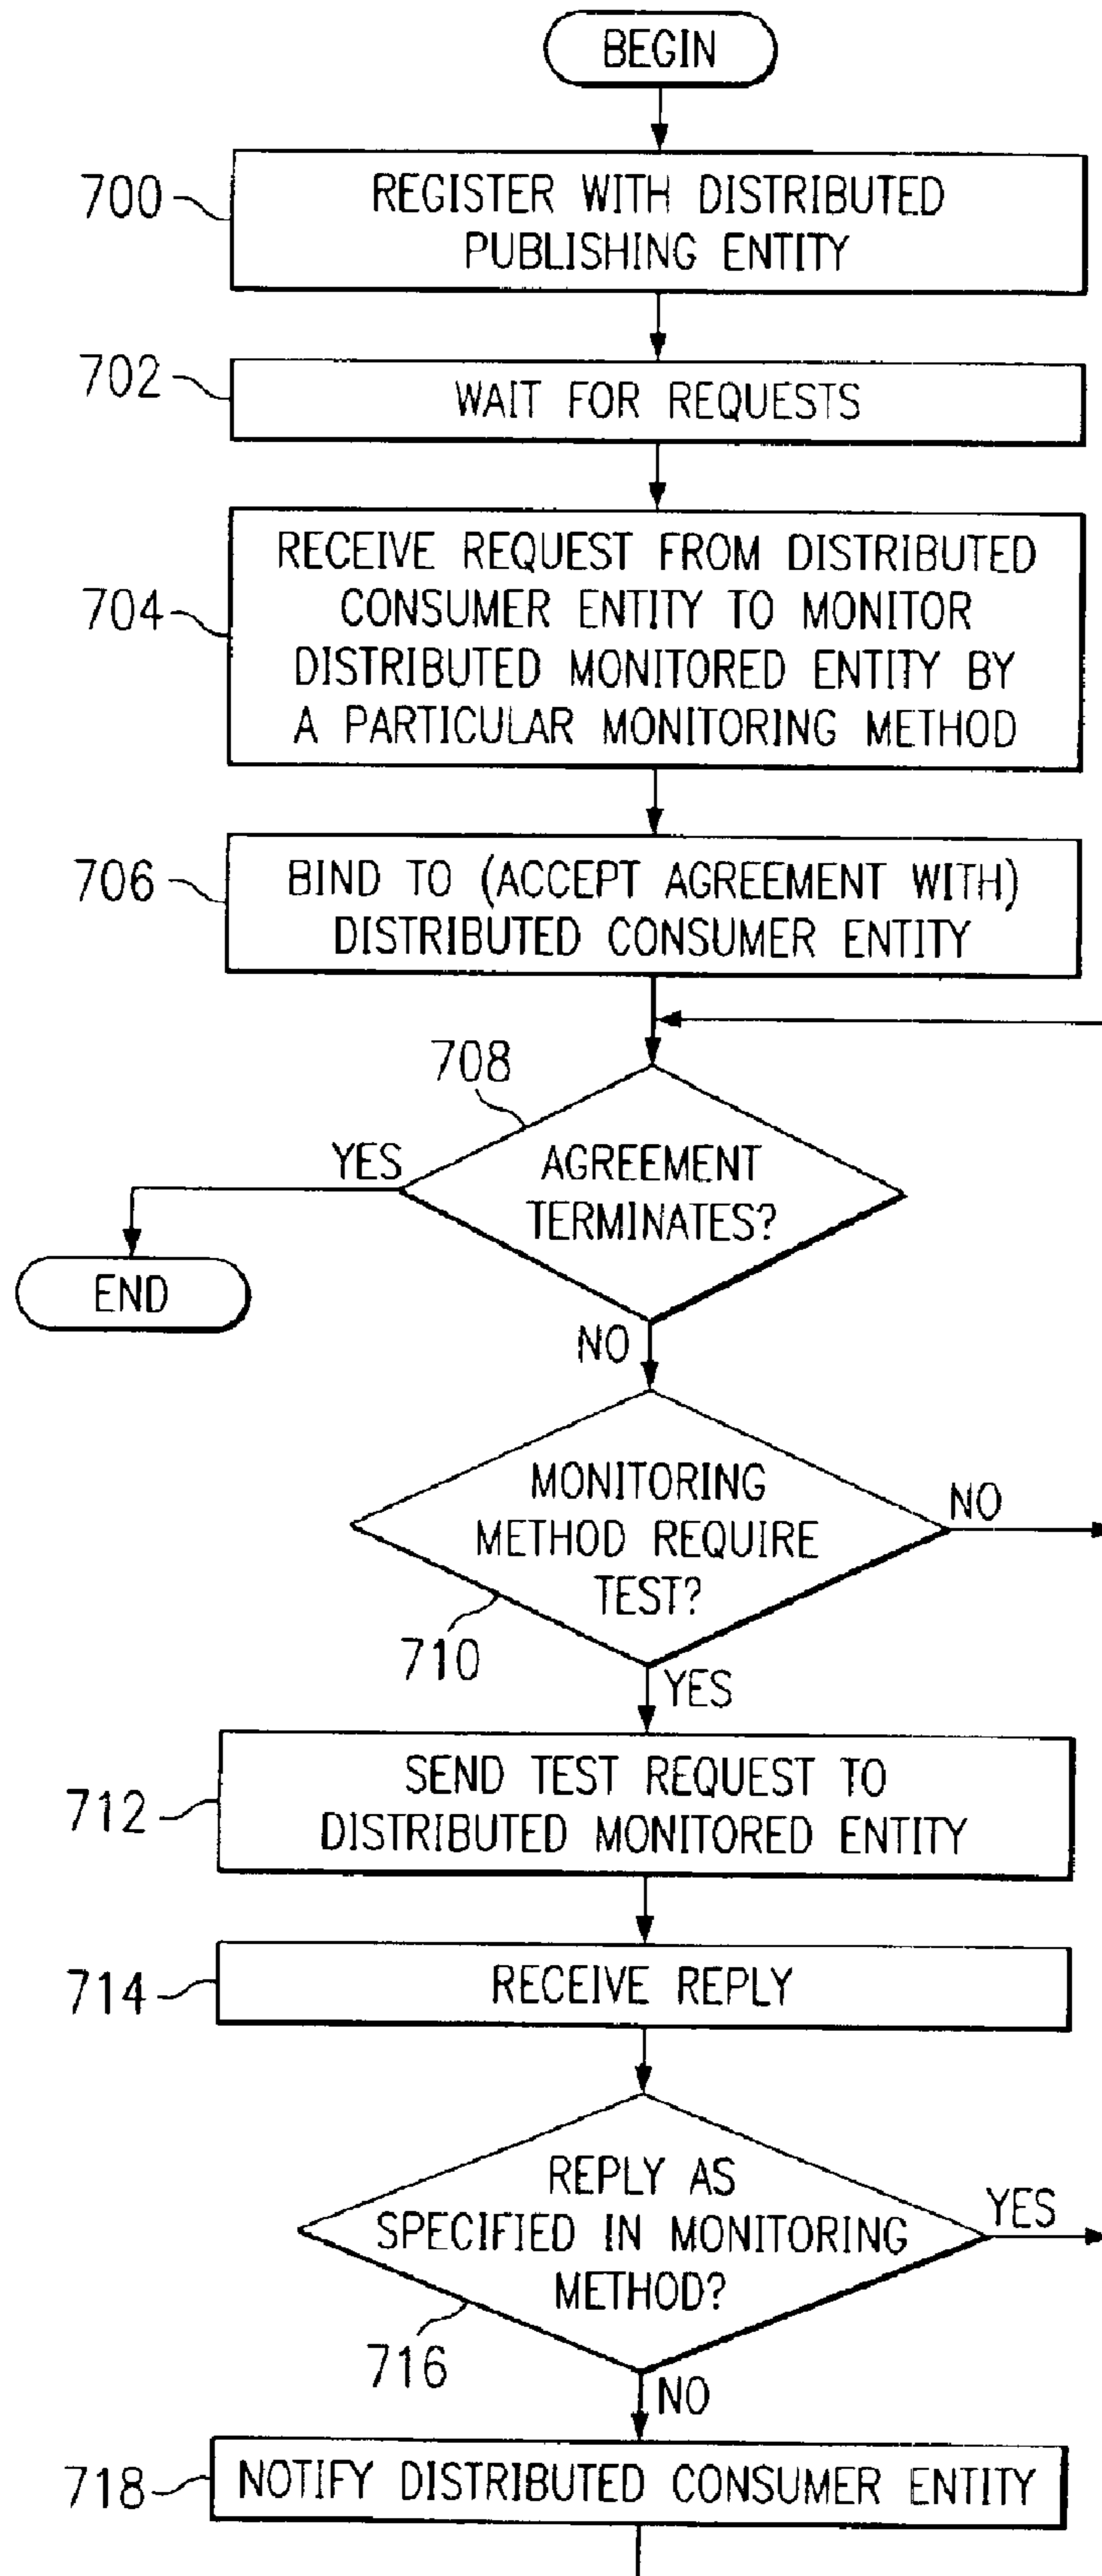 BEGIN
700
REGISTER WITH DISTRIBUTED
PUBLISHING ENTITY
702
WAIT FOR REQUESTS
704
RECEIVE REQUEST FROM DISTRIBUTED
CONSUMER ENTITY TO MONITOR
DISTRIBUTED MONITORED ENTITY BY
A PARTICULAR MONITORING METHOD
706
BIND TO (ACCEPT AGREEMENT WITH)
DISTRIBUTED CONSUMER ENTITY
708
YES
AGREEMENT
TERMINATES?
END
NO
MONITORING
METHOD REQUIRE
TEST?
NO
710
YES
712
SEND TEST REQUEST TO
DISTRIBUTED MONITORED ENTITY
714
RECEIVE REPLY
REPLY AS
SPECIFIED IN MONITORING
METHOD?
YES
716
NO
718
NOTIFY DISTRIBUTED CONSUMER ENTITY